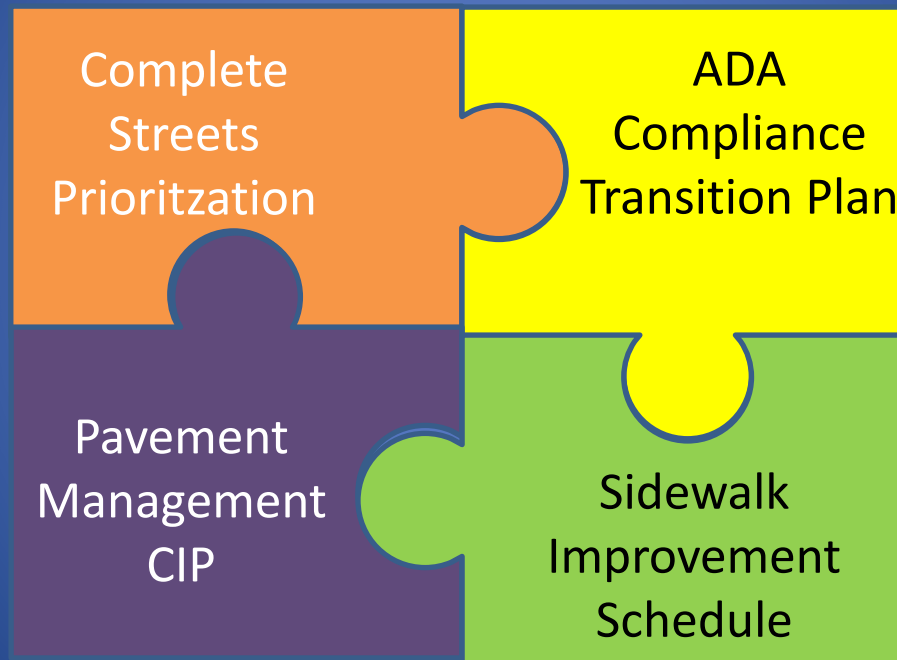 Complete
Streets
Prioritzation
ADA
Compliance
Transition Plan
Pavement
Management
CIP
Sidewalk
Improvement
Schedule